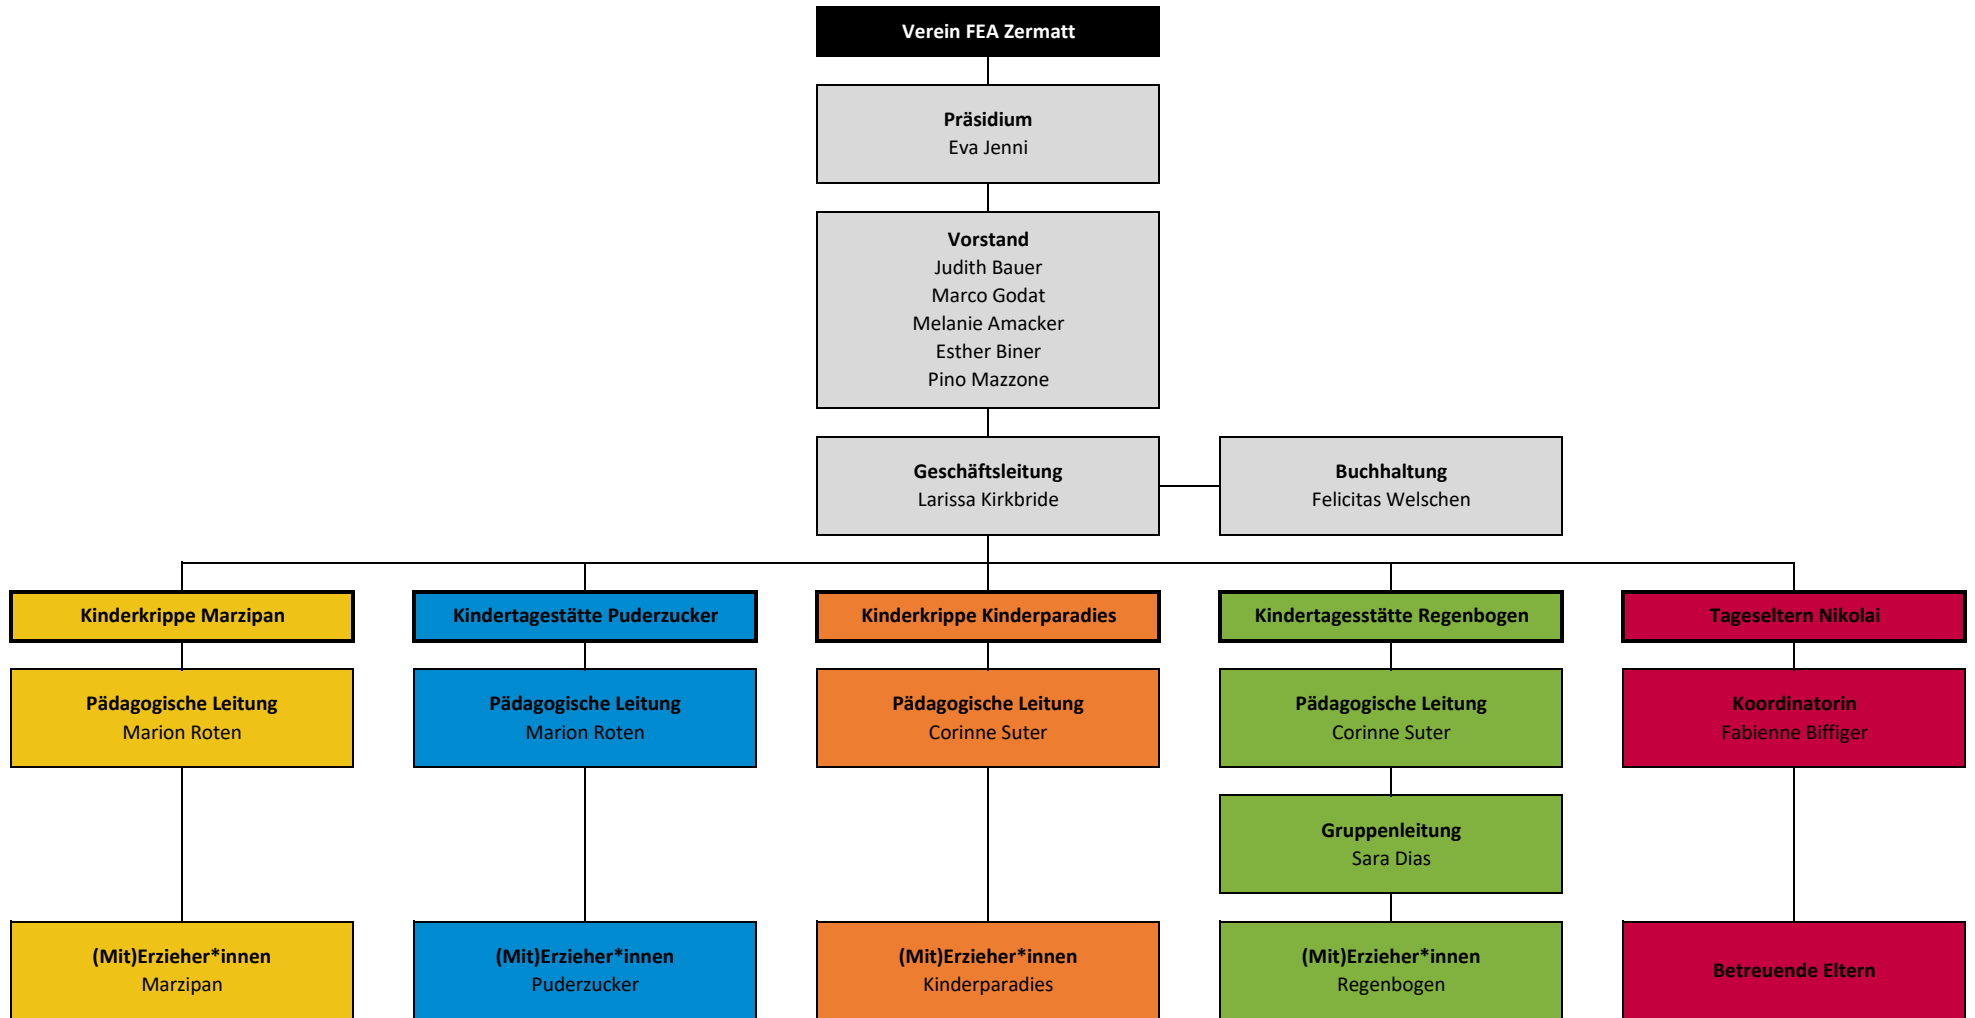 Verein FEA Zermatt
Präsidium
Eva Jenni
Vorstand
Judith Bauer
Marco Godat
Melanie Amacker
Esther Biner
Pino Mazzone
Geschäftsleitung
Larissa Kirkbride
Buchhaltung
Felicitas Welschen
Kinderkrippe Marzipan
Kindertagestätte Puderzucker
Kinderkrippe Kinderparadies
Kindertagesstätte Regenbogen
Tageseltern Nikolai
Pädagogische Leitung
Marion Roten
Pädagogische Leitung
Marion Roten
Pädagogische Leitung
Corinne Suter
Pädagogische Leitung
Corinne Suter
Koordinatorin
Fabienne Biffiger
Gruppenleitung
Sara Dias
(Mit)Erzieher*innen
Marzipan
(Mit)Erzieher*innen
Puderzucker
(Mit)Erzieher*innen
Kinderparadies
(Mit)Erzieher*innen
Regenbogen
Betreuende Eltern